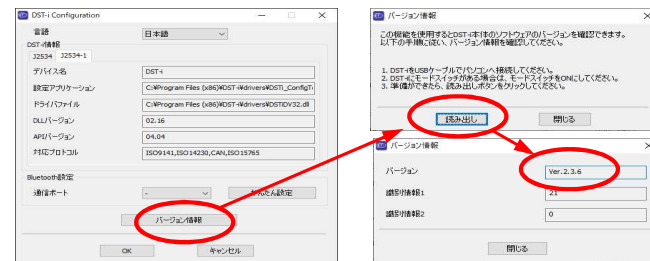 DST-i Configuration
言語
日本語
DST-i情報
J2534 J2534-1
デバイス名
DST-i
設定アプリケーション
C:¥Program Files (x86)¥DST-i¥drivers¥DSTi_ConfigTo
ドライバファイル
C:¥Program Files (x86)¥DST-i¥drivers¥DSTIDV32.dll
DLLバージョン
02.16
APIバージョン
04.04
対応プロトコル
ISO9141,ISO14230,CAN,ISO15765
Bluetooth設定
通信ポート
-
かんたん設定
バージョン情報
OK
キャンセル
バージョン情報
この機能を使用するとDST-i本体のソフトウェアのバージョンを確認できます。
以下の手順に従い、バージョン情報を確認してください。
1. DST-iをUSBケーブルでパソコンへ接続してください。
2. DST-iにモードスイッチがある場合は、モードスイッチをONにしてください。
3. 準備ができたら、読み出しボタンをクリックしてください。
読み出し
閉じる
バージョン情報
バージョン
Ver.2.3.6
識別情報1
21
識別情報2
0
閉じる